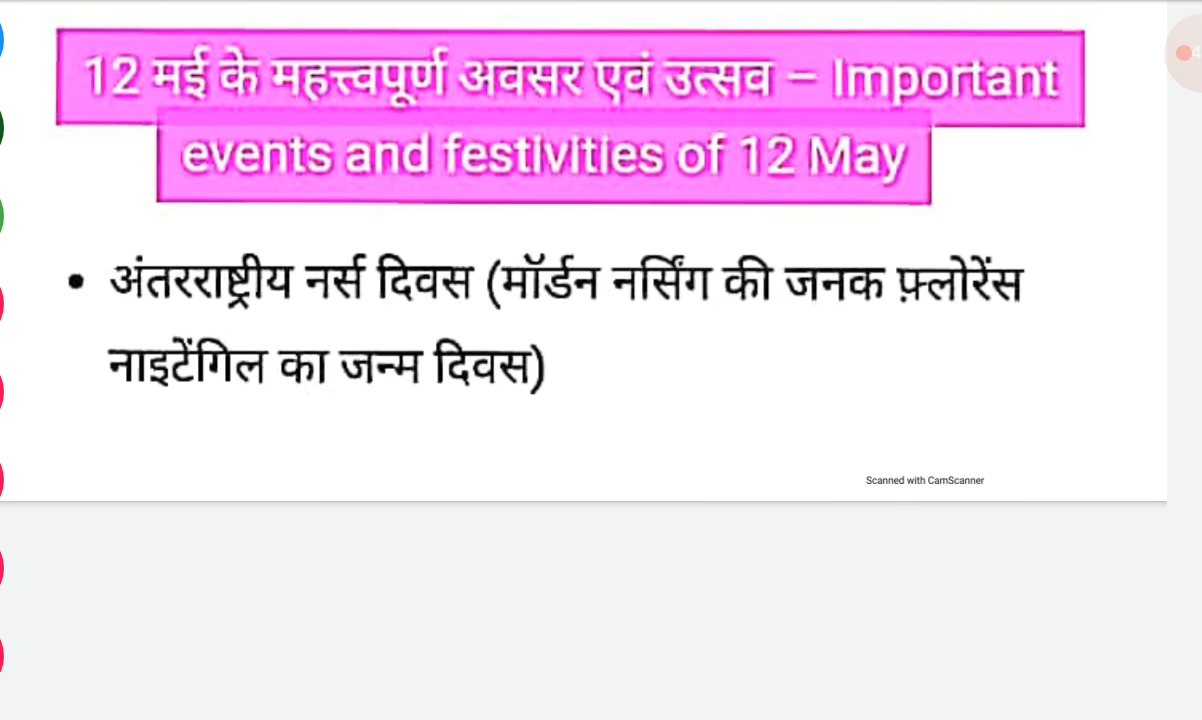 12 मई के महत्त्वपूर्ण अवसर एवं उत्सव – Important
events and festivities of 12 May
• अंतरराष्ट्रीय नर्स दिवस (मॉर्डन नर्सिंग की जनक फ़्लोरेंस
नाइटेंगिल का जन्म दिवस)
Scanned with CamScanner